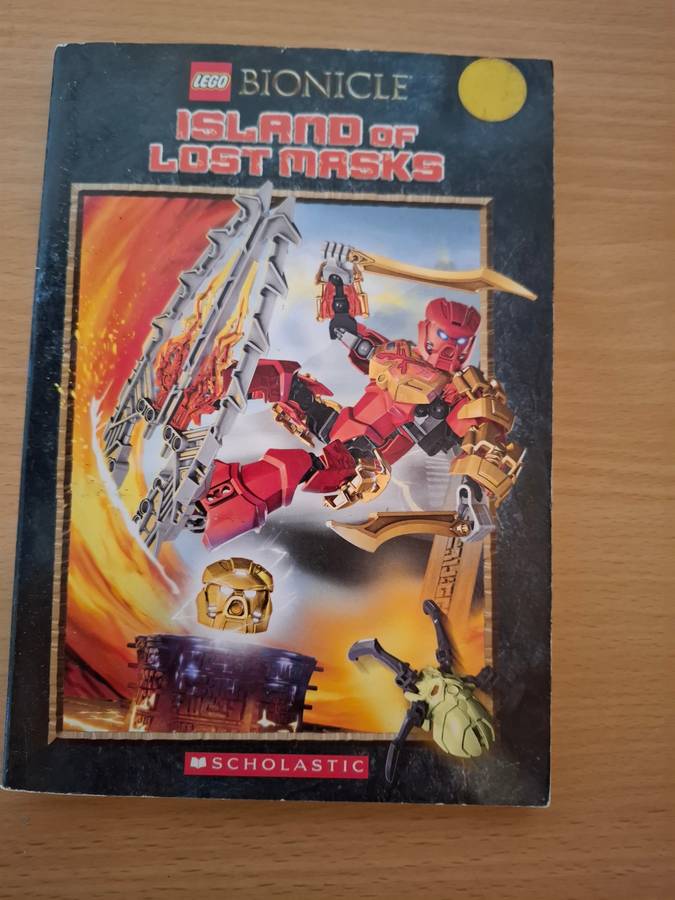 LEGO
BIONICLE
ISLAND OF
LOST MASKS
SCHOLASTIC